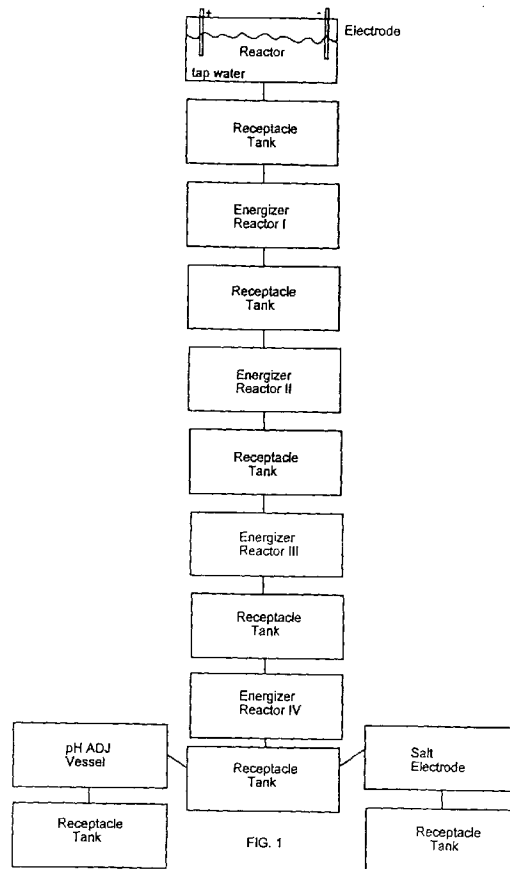 +
-
Electrode
Reactor
tap water
Receptacle
Tank
Energizer
Reactor I
Receptacle
Tank
Energizer
Reactor II
Receptacle
Tank
Energizer
Reactor III
Receptacle
Tank
Energizer
Reactor IV
pH ADJ
Vessel
Receptacle
Tank
Salt
Electrode
Receptacle
Tank
FIG. 1
Receptacle
Tank